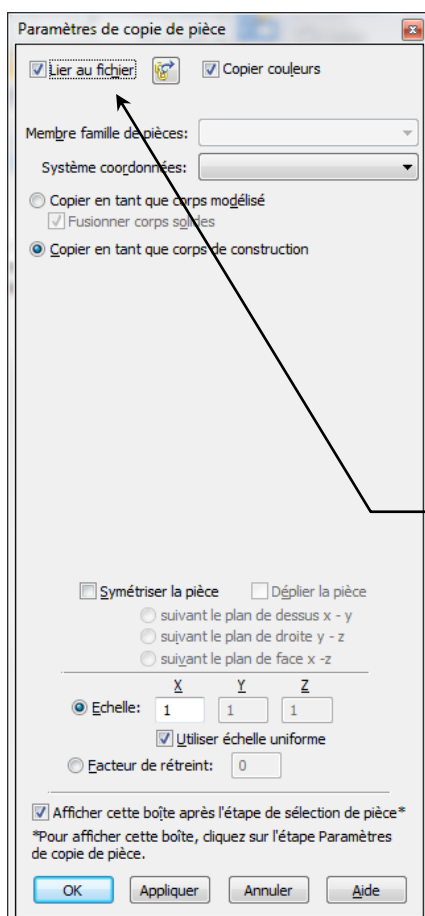 Paramètres de copie de pièce
Lier au fichier Copier couleurs
Membre famille de pièces:
Système coordonnées:
Copier en tant que corps modélisé
Fusionner corps solides
Copier en tant que corps de construction
Symétriser la pièce Déplier la pièce
suivant le plan de dessus x - y
suivant le plan de droite y - z
suivant le plan de face x -z
X Y Z
Echelle: 1 1 1
Utiliser échelle uniforme
Facteur de rétreint: 0
Afficher cette boîte après l'étape de sélection de pièce*
*Pour afficher cette boîte, cliquez sur l'étape Paramètres
de copie de pièce.
OK Appliquer Annuler Aide